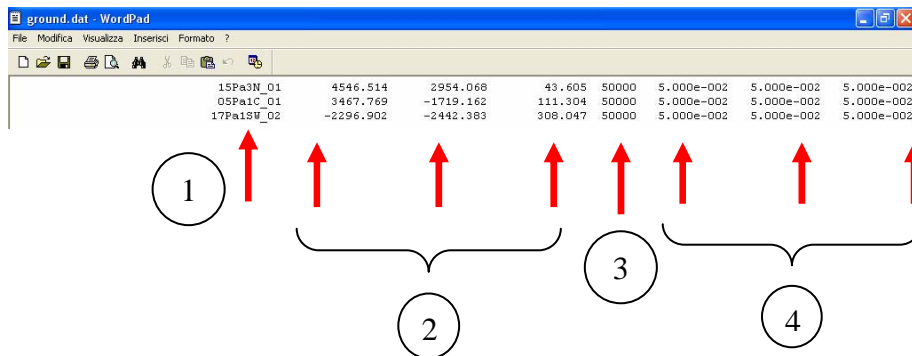 ground.dat - WordPad
File Modifica Visualizza Inserisci Formato ?
15Pa3N_01 4546.514 2954.068 43.605 50000 5.000e-002 5.000e-002 5.000e-002
05Pa1C_01 3467.769 -1719.162 111.304 50000 5.000e-002 5.000e-002 5.000e-002
17Pa1SW_02 -2296.902 -2442.383 308.047 50000 5.000e-002 5.000e-002 5.000e-002
1
2
3
4